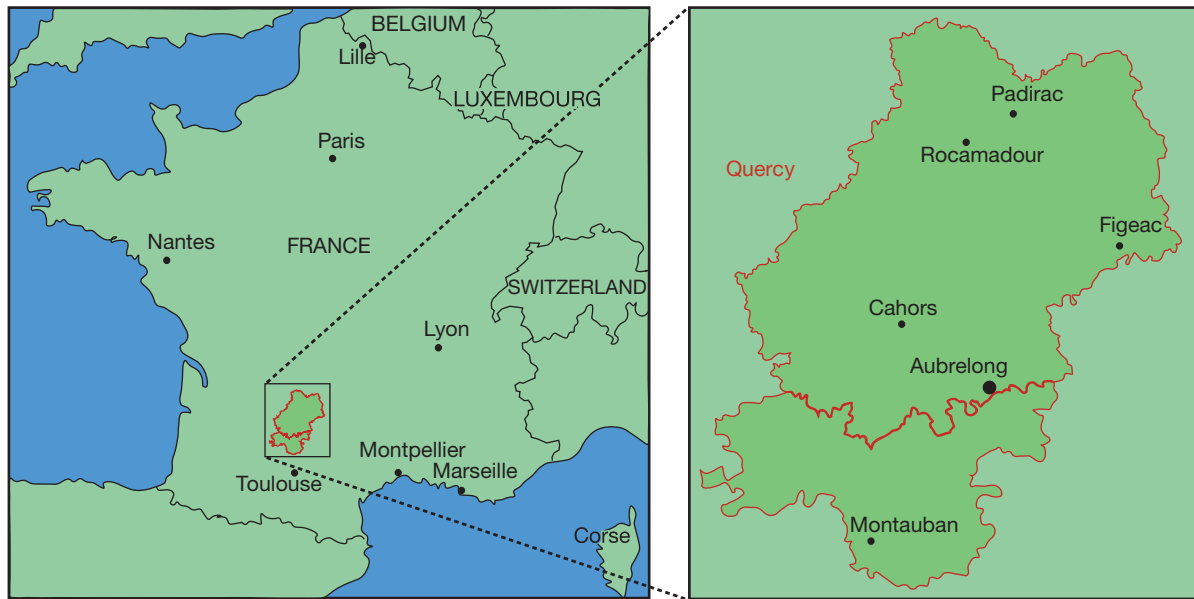 BELGIUM
Lille
LUXEMBOURG
Paris
Nantes
FRANCE
SWITZERLAND
Lyon
Montpellier
Marseille
Toulouse
Corse
Padirac
Rocamadour
Quercy
Figeac
Cahors
Aubrelong
Montauban